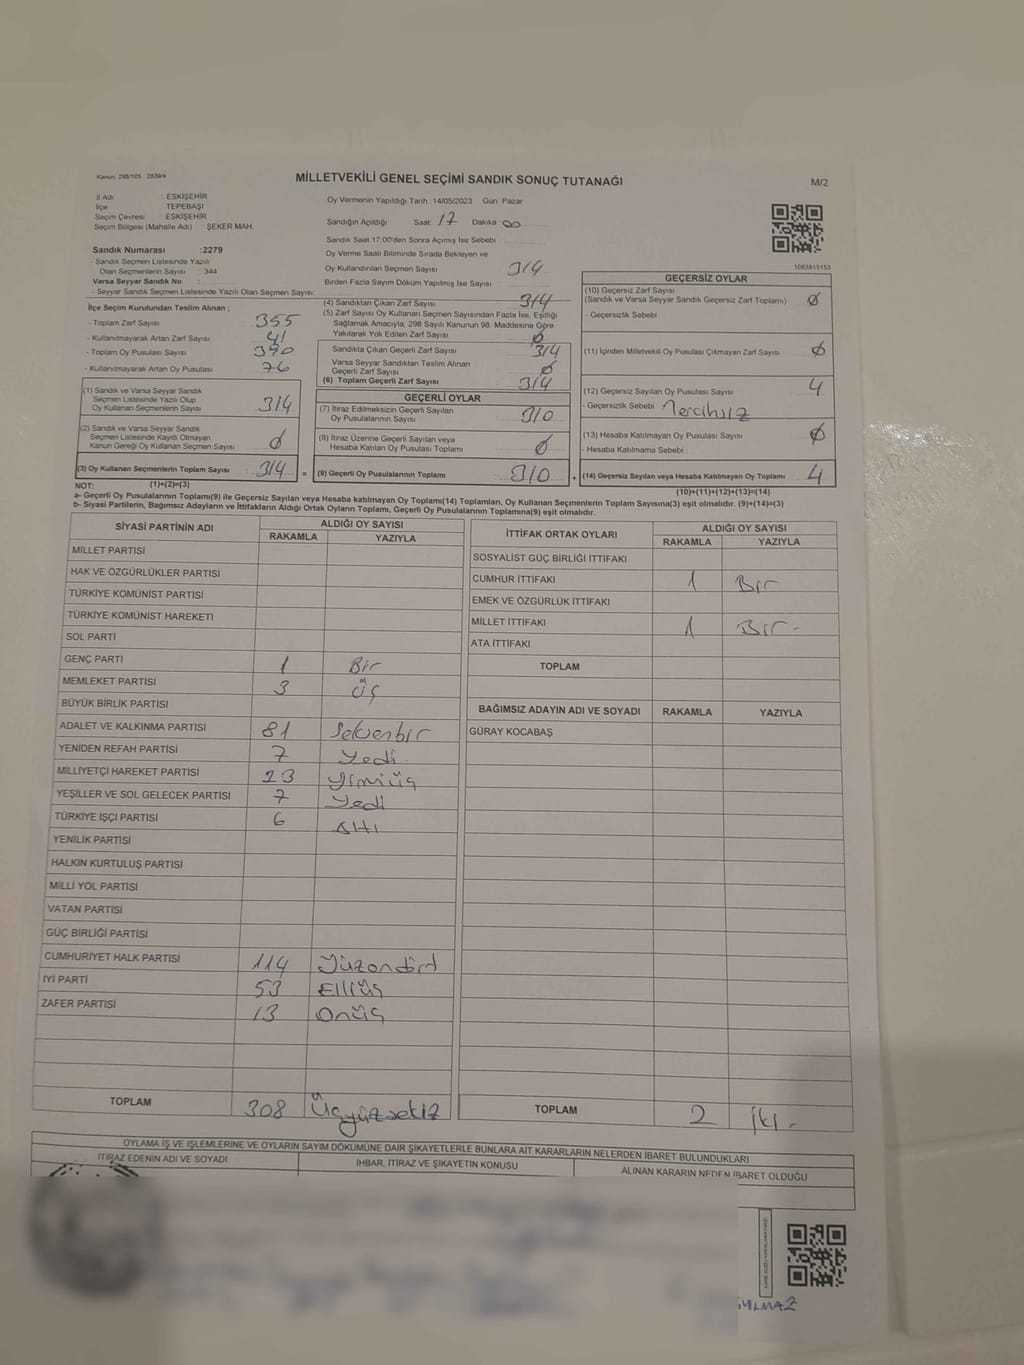 Kanun, 298/105 : 2839/4
MİLLETVEKİLİ GENEL SEÇİMİ SANDIK SONUÇ TUTANAĞI
M/2
İl Adı : ESKİŞEHİR
İlçe : TEPEBAŞI
Seçim Çevresi : ESKİŞEHİR
Seçim Bölgesi (Mahalle Adı) : ŞEKER MAH
Sandık Numarası :2279
- Sandık Seçmen Listesinde Yazılı
Olan Seçmenlerin Sayısı : 344
Varsa Seyyar Sandık No :
- Seyyar Sandık Seçmen Listesinde Yazılı Olan Seçmen Sayısı:
Oy Vermenin Yapıldığı Tarih :14/05/2023 Gün :Pazar
Sandığın Açıldığı Saat: 17 Dakika: 00
Sandık Saat 17:00'den Sonra Açılmış İse Sebebi
Oy Verme Saati Bitiminde Sırada Bekleyen ve
Oy Kullandırılan Seçmen Sayısı 314
Birden Fazla Sayım Döküm Yapılmış İse Sayısı
1083815153
İlçe Seçim Kurulundan Teslim Alınan ;
- Toplam Zarf Sayısı 355
- Kullanılmayarak Artan Zarf Sayısı 41
- Toplam Oy Pusulası Sayısı 390
- Kullanılmayarak Artan Oy Pusulası 76
(1) Sandık ve Varsa Seyyar Sandık
Seçmen Listesinde Yazılı Olup
Oy Kullanan Seçmenlerin Sayısı 314
(2) Sandık ve Varsa Seyyar Sandık
Seçmen Listesinde Kayıtlı Olmayan
Kanun Gereği Oy Kullanan Seçmen Sayısı Ø
(3) Oy Kullanan Seçmenlerin Toplam Sayısı 314 =
(4) Sandıktan Çıkan Zarf Sayısı 314
(5) Zarf Sayısı Oy Kullanan Seçmen Sayısından Fazla İse, Eşitliği
Sağlamak Amacıyla, 298 Sayılı Kanunun 98. Maddesine Göre
Yakılarak Yok Edilen Zarf Sayısı Ø
Sandıkta Çıkan Geçerli Zarf Sayısı 314
Varsa Seyyar Sandıktan Teslim Alınan
Geçerli Zarf Sayısı Ø
(6) Toplam Geçerli Zarf Sayısı 314
GEÇERLİ OYLAR
(7) İtiraz Edilmeksizin Geçerli Sayılan
Oy Pusulalarının Sayısı 310
(8) İtiraz Üzerine Geçerli Sayılan veya
Hesaba Katılan Oy Pusulası Toplamı Ø
(9) Geçerli Oy Pusulalarının Toplamı 310 +
GEÇERSİZ OYLAR
(10) Geçersiz Zarf Sayısı
(Sandık ve Varsa Seyyar Sandık Geçersiz Zarf Toplamı) Ø
- Geçersizlik Sebebi
(11) İçinden Milletvekili Oy Pusulası Çıkmayan Zarf Sayısı Ø
(12) Geçersiz Sayılan Oy Pusulası Sayısı 4
- Geçersizlik Sebebi Tercihsiz
(13) Hesaba Katılmayan Oy Pusulası Sayısı Ø
- Hesaba Katılmama Sebebi
(14) Geçersiz Sayılan veya Hesaba Katılmayan Oy Toplamı 4
NOT: (1)+(2)=(3)
(10)+(11)+(12)+(13)=(14)
a- Geçerli Oy Pusulalarının Toplamı(9) ile Geçersiz Sayılan veya Hesaba katılmayan Oy Toplamı(14) Toplamları, Oy Kullanan Seçmenlerin Toplam Sayısına(3) eşit olmalıdır. (9)+(14)=(3)
b- Siyasi Partilerin, Bağımsız Adayların ve İttifakların Aldığı Ortak Oyların Toplamı, Geçerli Oy Pusulalarının Toplamına(9) eşit olmalıdır.
SİYASİ PARTİNİN ADI ALDIĞI OY SAYISI
RAKAMLA YAZIYLA
MİLLET PARTİSİ
HAK VE ÖZGÜRLÜKLER PARTİSİ
TÜRKİYE KOMÜNİST PARTİSİ
TÜRKİYE KOMÜNİST HAREKETİ
SOL PARTİ
GENÇ PARTİ 1 Bir
MEMLEKET PARTİSİ 3 Üç
BÜYÜK BİRLİK PARTİSİ
ADALET VE KALKINMA PARTİSİ 81 Seksenbir
YENİDEN REFAH PARTİSİ 7 Yedi
MİLLİYETÇİ HAREKET PARTİSİ 23 Yirmiüç
YEŞİLLER VE SOL GELECEK PARTİSİ 7 Yedi
TÜRKİYE İŞÇİ PARTİSİ 6 Altı
YENİLİK PARTİSİ
HALKIN KURTULUŞ PARTİSİ
MİLLİ YOL PARTİSİ
VATAN PARTİSİ
GÜÇ BİRLİĞİ PARTİSİ
CUMHURİYET HALK PARTİSİ 114 Yüzondört
İYİ PARTİ 53 Elliüç
ZAFER PARTİSİ 13 Onüç
TOPLAM 308 Üçyüzsekiz
İTTİFAK ORTAK OYLARI ALDIĞI OY SAYISI
RAKAMLA YAZIYLA
SOSYALİST GÜÇ BİRLİĞİ İTTİFAKI
CUMHUR İTTİFAKI 1 Bir
EMEK VE ÖZGÜRLÜK İTTİFAKI
MİLLET İTTİFAKI 1 Bir-
ATA İTTİFAKI
TOPLAM
BAĞIMSIZ ADAYIN ADI VE SOYADI RAKAMLA YAZIYLA
GÜRAY KOCABAŞ
TOPLAM 2 İki.
OYLAMA İŞ VE İŞLEMLERİNE VE OYLARIN SAYIM DÖKÜMÜNE DAİR ŞİKAYETLERLE BUNLARA AİT KARARLARIN NELERDEN İBARET BULUNDUKLARI
İTİRAZ EDENİN ADI VE SOYADI
İHBAR, İTİRAZ VE ŞİKAYETİN KONUSU
ALINAN KARARIN NEDEN İBARET OLDUĞU
YILMAZ